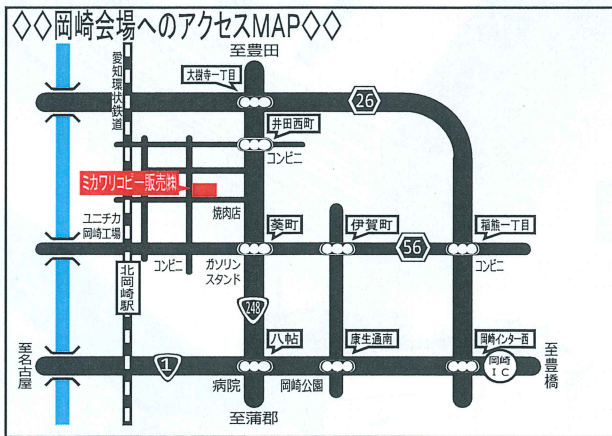 ◇◇岡崎会場へのアクセスMAP◇◇
至豊田
愛知環状鉄道
大樹寺一丁目
26
井田西町
コンビニ
ミカワリコピー販売㈱
焼肉店
ユニチカ
岡崎工場
葵町
伊賀町
56
稲熊一丁目
北岡崎駅
コンビニ
ガソリン
スタンド
コンビニ
248
八帖
康生通南
岡崎インター西
至名古屋
1
病院
岡崎公園
岡崎
IC
至豊橋
至蒲郡